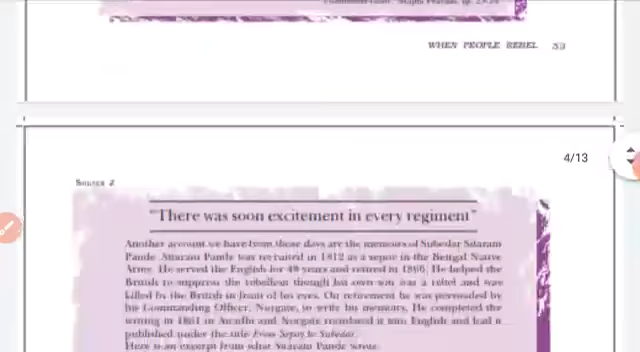 WHEN PEOPLE REBEL 53
4/13
Source 2
"There was soon excitement in every regiment"
Another account we have from those days are the memoirs of Subedar Sitaram
Pande. Sitaram Pande was recruited in 1812 as a sepoy in the Bengal Native
Army. He served the English for 48 years and retired in 1860. He helped the
British to suppress the rebellion though his own son was a rebel and was
killed by the British in front of his eyes. On retirement he was persuaded by
his Commanding Officer, Norgate, to write his memoirs. He completed the
writing in 1861 in Awadhi and Norgate translated it into English and had it
published under the title From Sepoy to Subedar.
Here is an excerpt from what Sitaram Pande wrote: